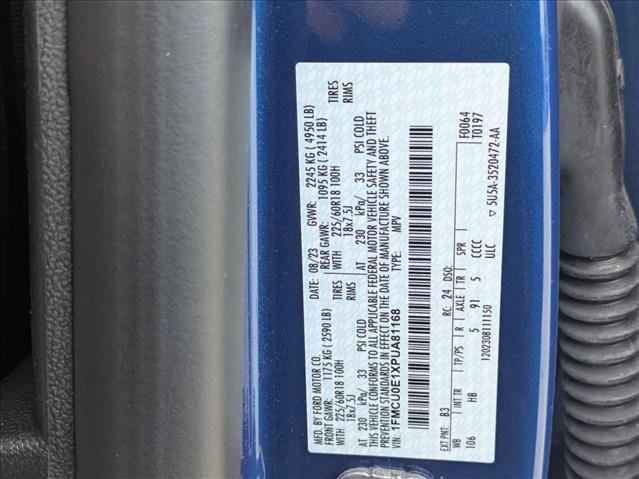 MFD. BY FORD MOTOR CO.
DATE: 08/23 GVWR: 2245 KG ( 4950 LB)
FRONT GAWR: 1175 KG ( 2590 LB) REAR GAWR: 1095 KG ( 2414 LB)
225/60R18 100H TIRES WITH 225/60R18 100H TIRES
18x7.5J RIMS 18x7.5J RIMS
AT 230 kPa/ 33 PSI COLD AT 230 kPa/ 33 PSI COLD
THIS VEHICLE CONFORMS TO ALL APPLICABLE FEDERAL MOTOR VEHICLE SAFETY AND THEFT
PREVENTION STANDARDS IN EFFECT ON THE DATE OF MANUFACTURE SHOWN ABOVE.
VIN: 1FMCU0E1XPUA81168 TYPE: MPV
F0064
T0197
EXT PNT: B3 RC: 24 DSO:
WB INT TR TP/PS R AXLE TR SPR
106 HB 5 91 5 CCCC
ULC
▽ 5U5A-3520472-AA
12023081111150